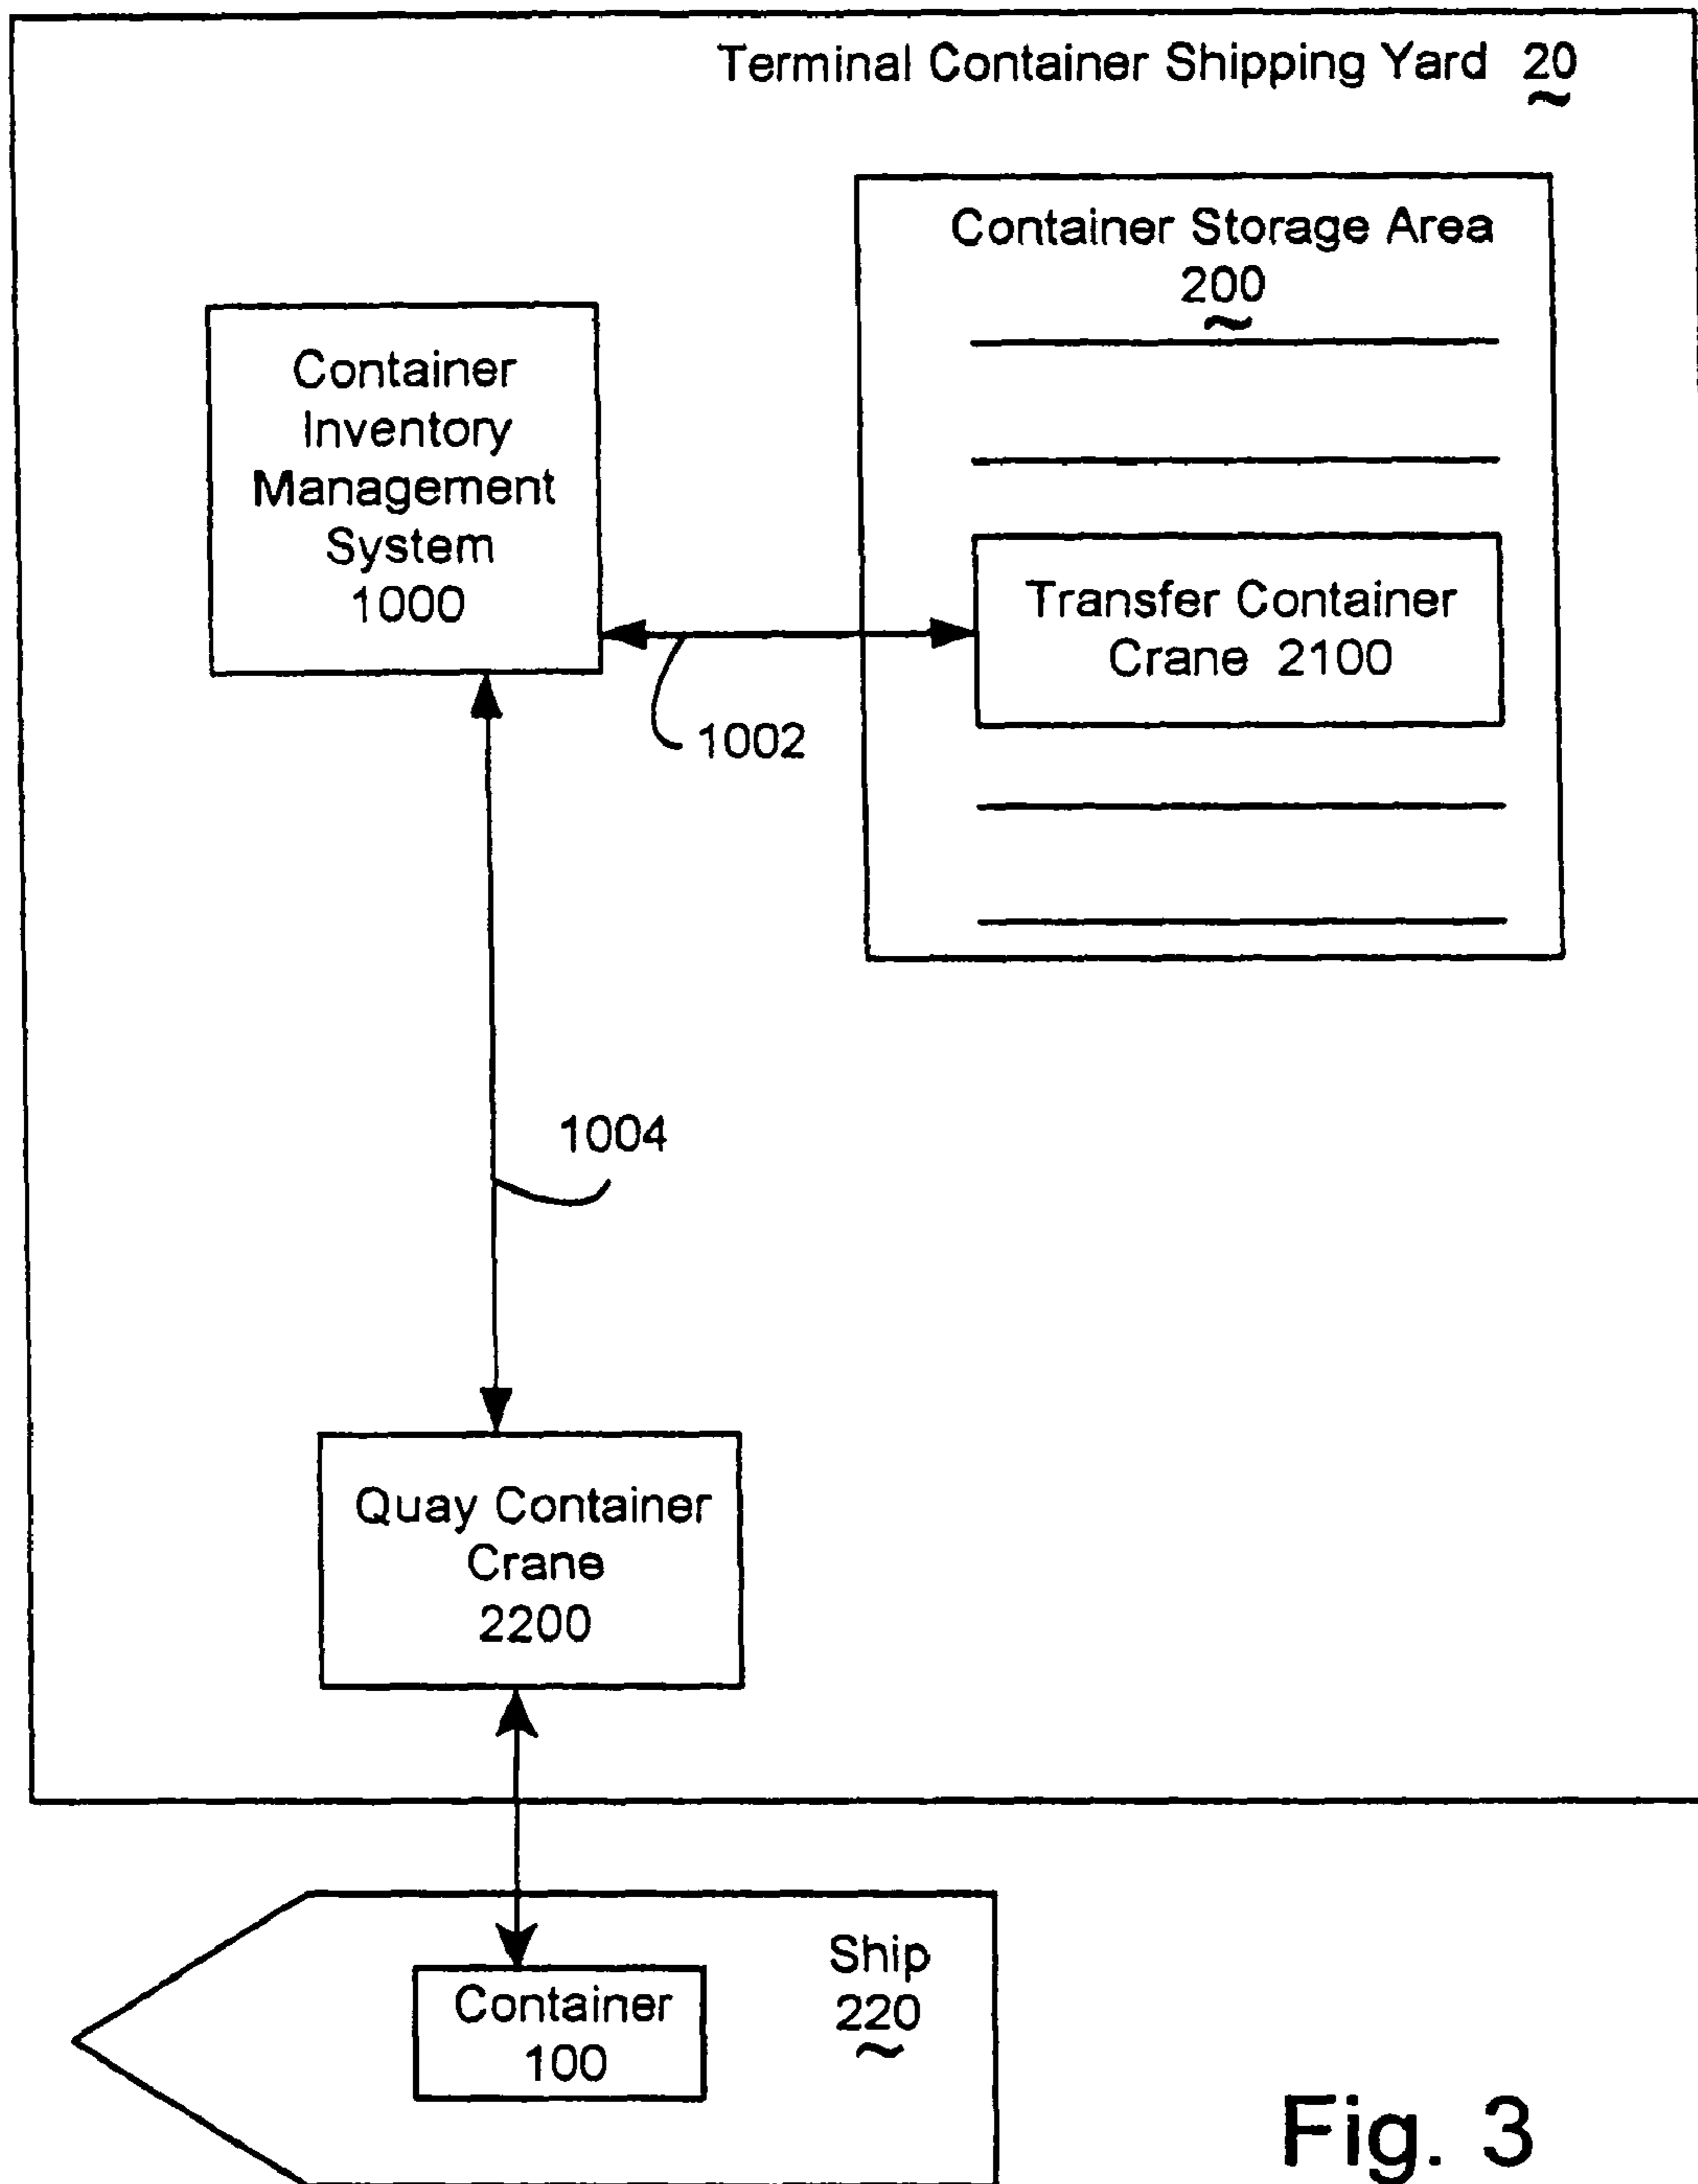 Terminal Container Shipping Yard 20
Container Storage Area
200
Container
Inventory
Management
System
1000
Transfer Container
Crane 2100
1002
1004
Quay Container
Crane
2200
Ship
220
Container
100
Fig. 3